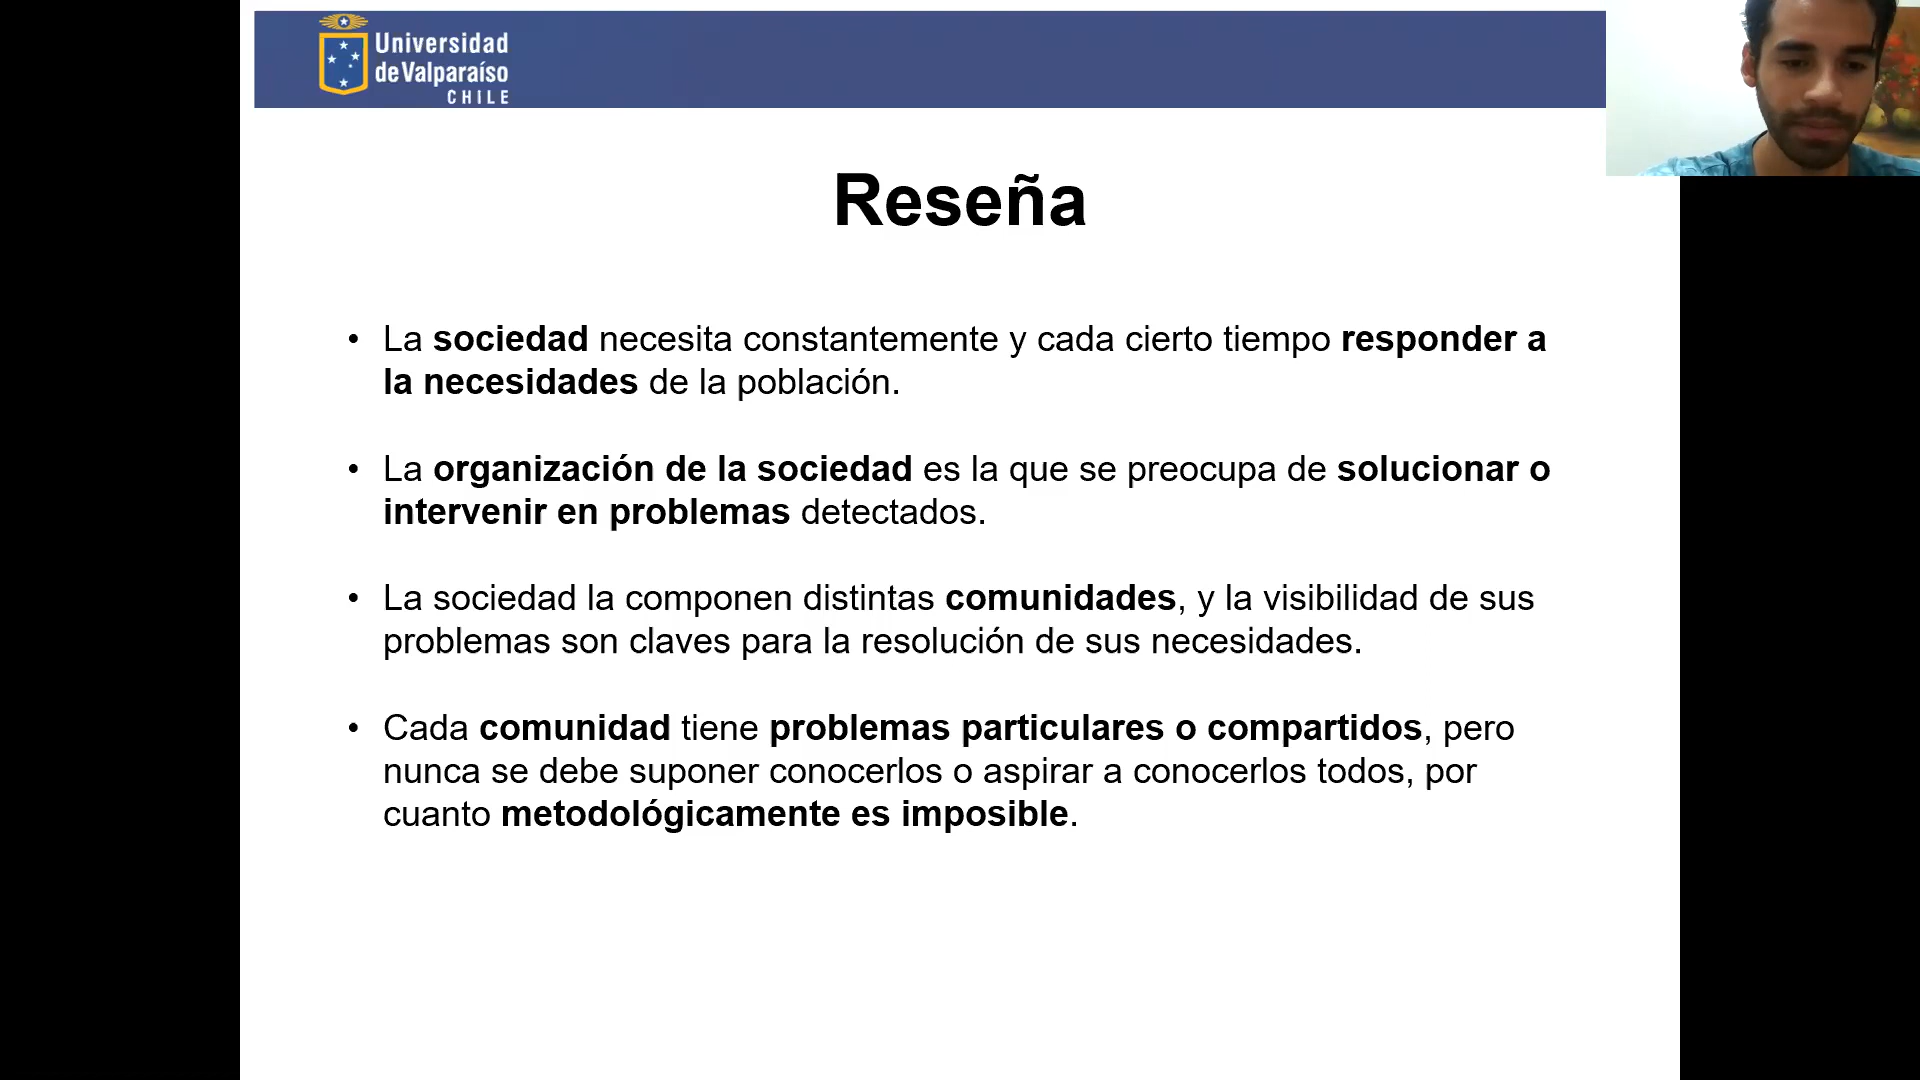 Universidad
de Valparaíso
CHILE
Reseña
• La sociedad necesita constantemente y cada cierto tiempo responder a
la necesidades de la población.
• La organización de la sociedad es la que se preocupa de solucionar o
intervenir en problemas detectados.
• La sociedad la componen distintas comunidades, y la visibilidad de sus
problemas son claves para la resolución de sus necesidades.
• Cada comunidad tiene problemas particulares o compartidos, pero
nunca se debe suponer conocerlos o aspirar a conocerlos todos, por
cuanto metodológicamente es imposible.